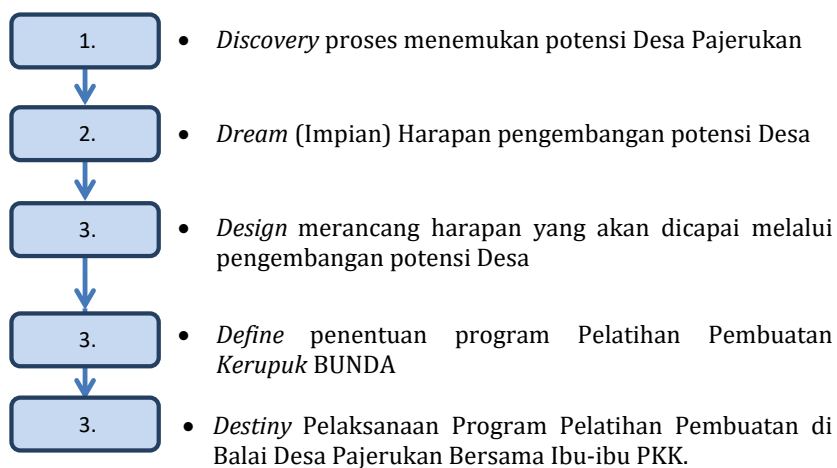 1.
• Discovery proses menemukan potensi Desa Pajerukan
2.
• Dream (Impian) Harapan pengembangan potensi Desa
3.
• Design merancang harapan yang akan dicapai melalui
pengembangan potensi Desa
3.
• Define penentuan program Pelatihan Pembuatan
Kerupuk BUNDA
3.
• Destiny Pelaksanaan Program Pelatihan Pembuatan di
Balai Desa Pajerukan Bersama Ibu-ibu PKK.